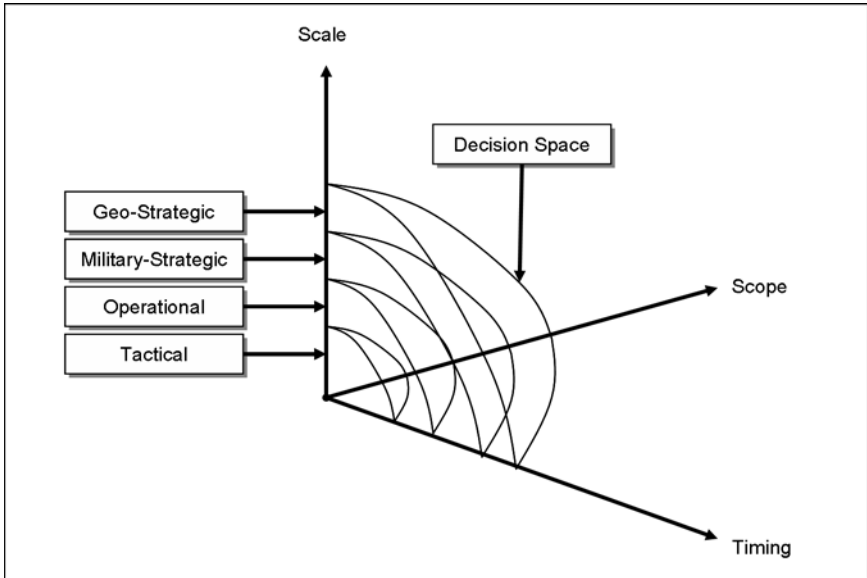 Scale
Decision Space
Geo-Strategic
Military-Strategic
Scope
Operational
Tactical
Timing